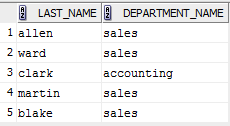 LAST_NAME DEPARTMENT_NAME
1 allen sales
2 ward sales
3 clark accounting
4 martin sales
5 blake sales